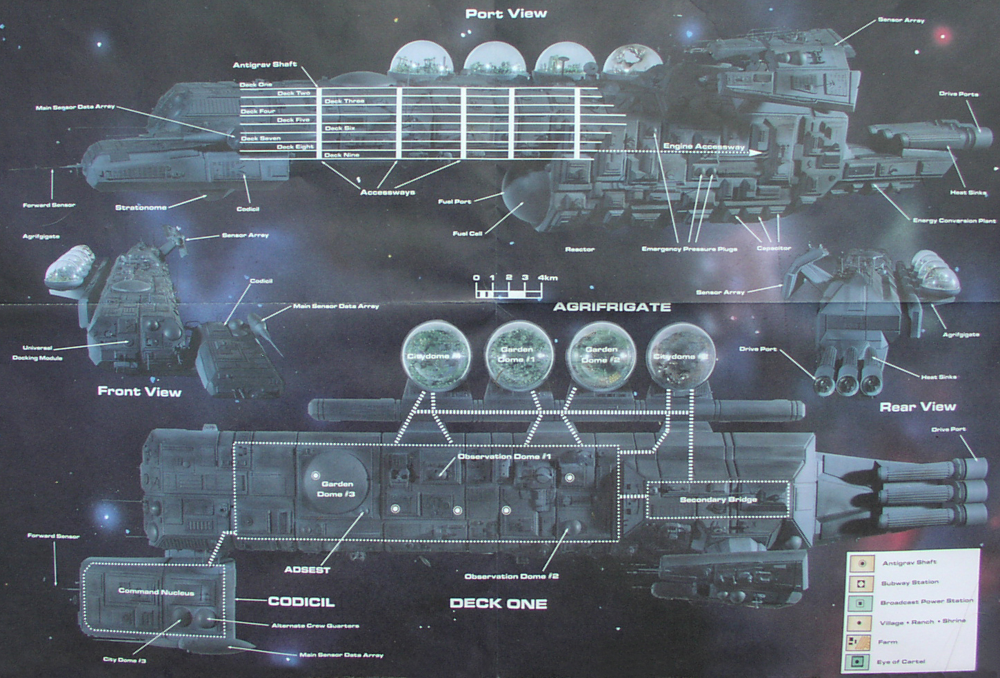 Port View
Sensor Array
Antigrav Shaft
Deck One
Deck Two
Deck Three
Deck Four
Deck Five
Deck Six
Deck Seven
Deck Eight
Deck Nine
Main Sensor Data Array
Drive Ports
Engine Accessway
Accessways
Forward Sensor
Stratonome
Codicil
Fuel Port
Fuel Cell
Heat Sinks
Energy Conversion Plant
Reactor
Emergency Pressure Plugs
Capacitor
Agrifgigate
Sensor Array
Codicil
Main Sensor Data Array
Universal
Docking Module
Front View
0 1 2 3 4km
AGRIFRIGATE
Sensor Array
Agrifgigate
Drive Port
Heat Sinks
Rear View
Citydome #1
Garden
Dome #1
Garden
Dome #2
Citydome #2
Drive Port
Observation Dome #1
Garden
Dome #3
Secondary Bridge
Forward Sensor
ADSEST
Observation Dome #2
Command Nucleus
CODICIL
DECK ONE
Alternate Crew Quarters
City Dome #3
Main Sensor Data Array
Antigrav Shaft
Subway Station
Broadcast Power Station
Village • Ranch • Shrine
Farm
Eye of Cartel